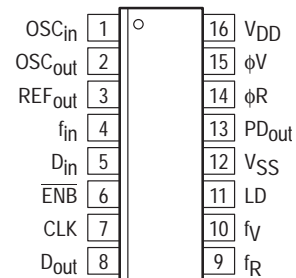 OSCin 1 16 VDD
OSCout 2 15 ϕV
REFout 3 14 ϕR
fin 4 13 PDout
Din 5 12 VSS
E̅N̅B̅ 6 11 LD
CLK 7 10 fV
Dout 8 9 fR